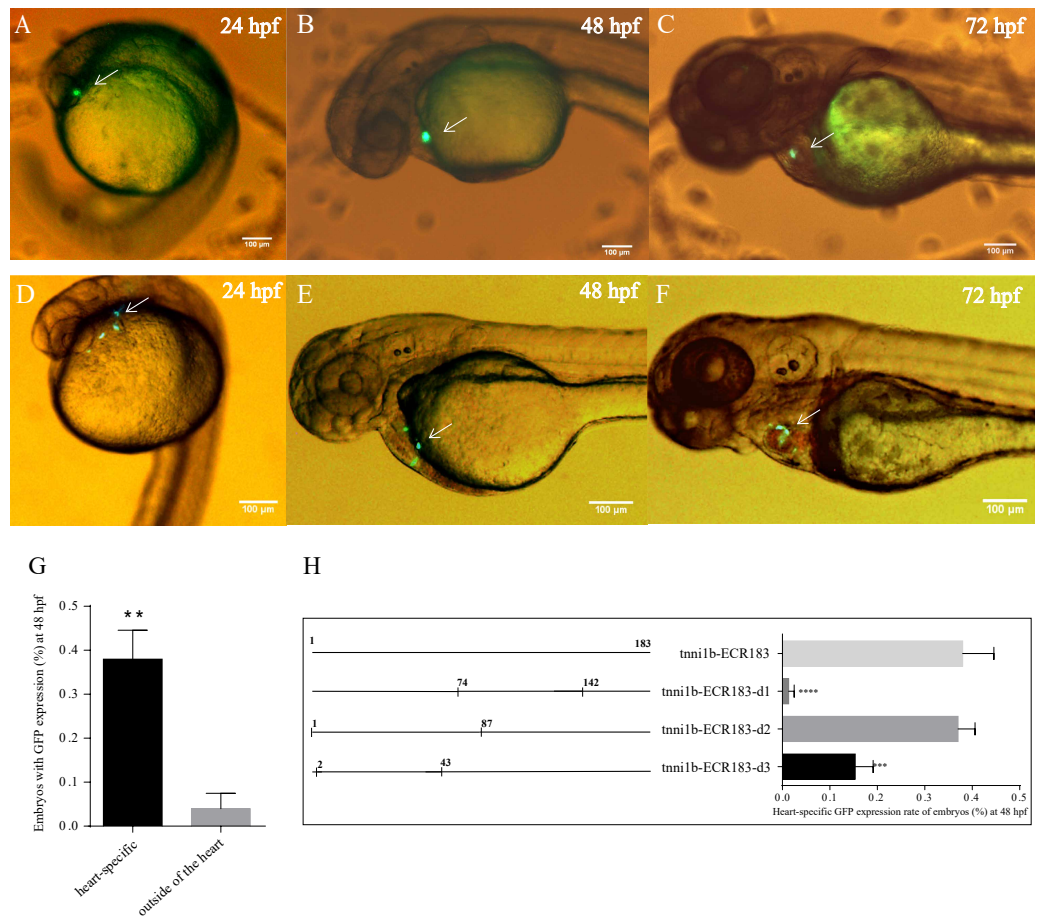 A 24 hpf B 48 hpf C 72 hpf
100 μm 100 μm 100 μm
D 24 hpf E 48 hpf F 72 hpf
100 μm 100 μm 100 μm
G
Embryos with GFP expression (%) at 48 hpf
0.5
0.4
0.3
0.2
0.1
0.0
**
heart-specific
outside of the heart
H
1 183 tnni1b-ECR183
74 142 tnni1b-ECR183-d1 ****
1 87 tnni1b-ECR183-d2
2 43 tnni1b-ECR183-d3 ***
0.0 0.1 0.2 0.3 0.4 0.5
Heart-specific GFP expression rate of embryos (%) at 48 hpf